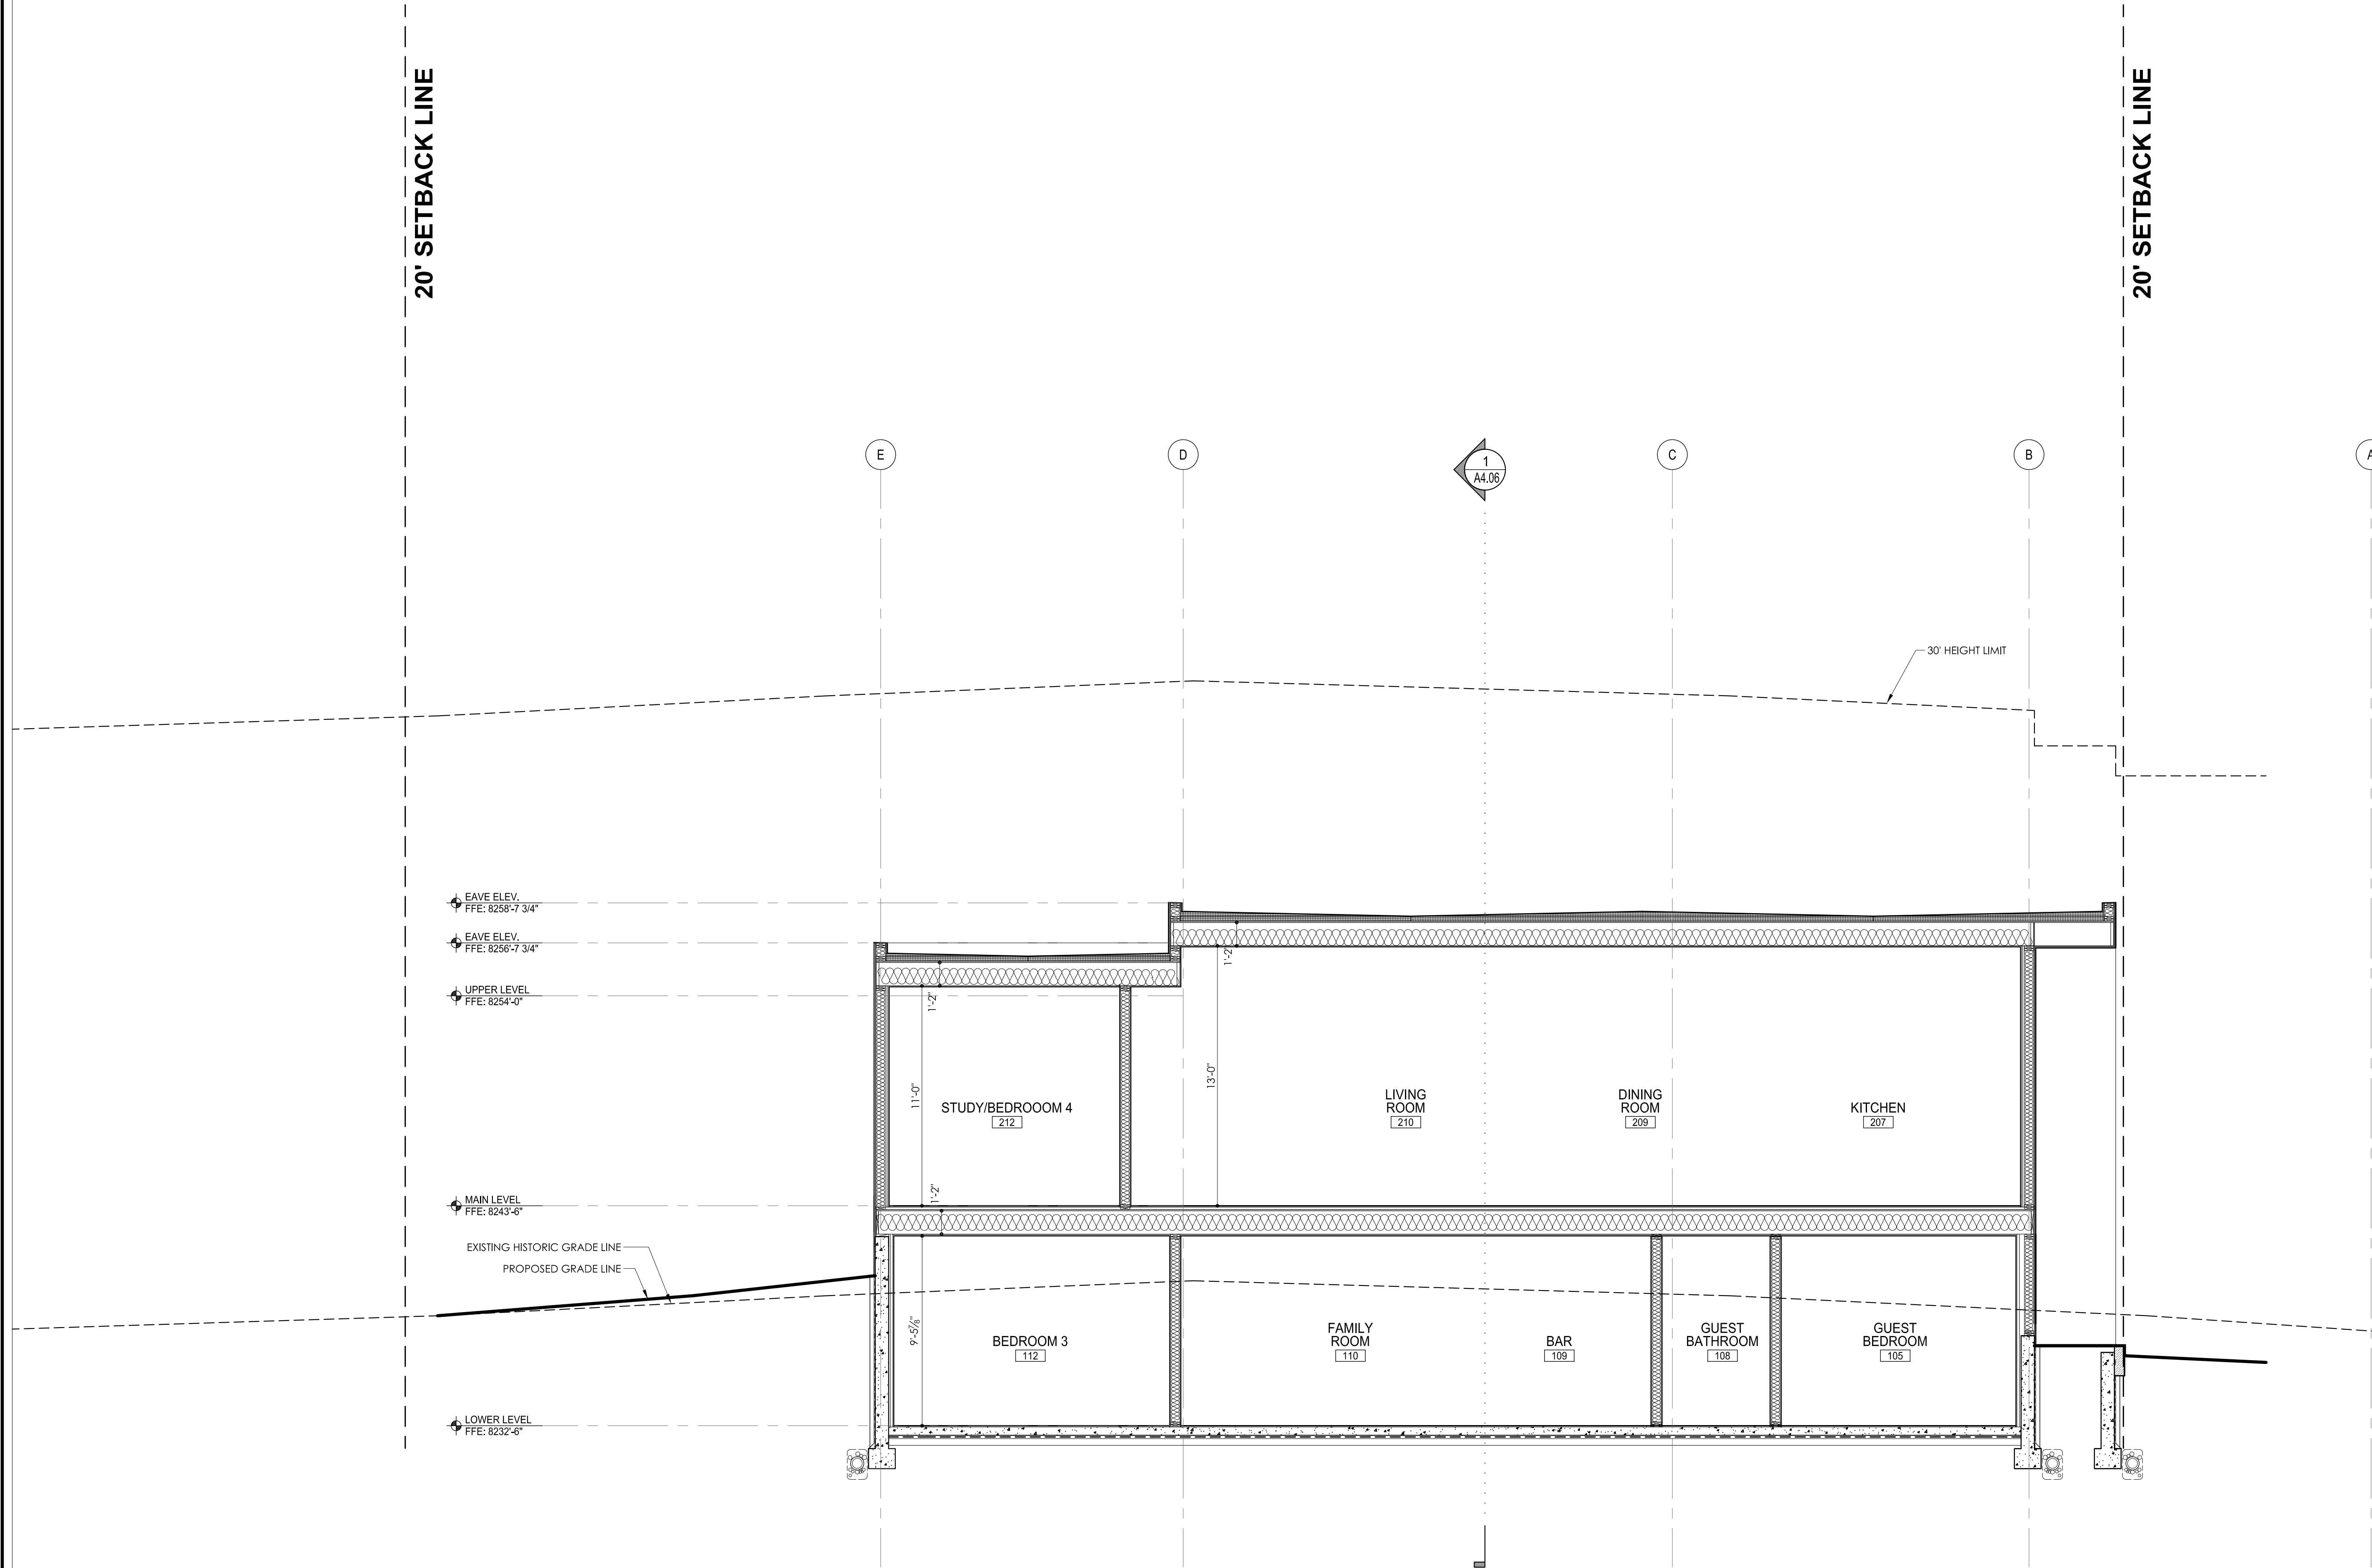 20' SETBACK LINE
20' SETBACK LINE
E
D
1
A4.06
C
B
A
30' HEIGHT LIMIT
EAVE ELEV.
FFE: 8258'-7 3/4"
EAVE ELEV.
FFE: 8256'-7 3/4"
UPPER LEVEL
FFE: 8254'-0"
1'-2"
1'-2"
11'-0"
13'-0"
STUDY/BEDROOOM 4
212
LIVING
ROOM
210
DINING
ROOM
209
KITCHEN
207
MAIN LEVEL
FFE: 8243'-6"
1'-2"
EXISTING HISTORIC GRADE LINE
PROPOSED GRADE LINE
9'-5⅞"
BEDROOM 3
112
FAMILY
ROOM
110
BAR
109
GUEST
BATHROOM
108
GUEST
BEDROOM
105
LOWER LEVEL
FFE: 8232'-6"